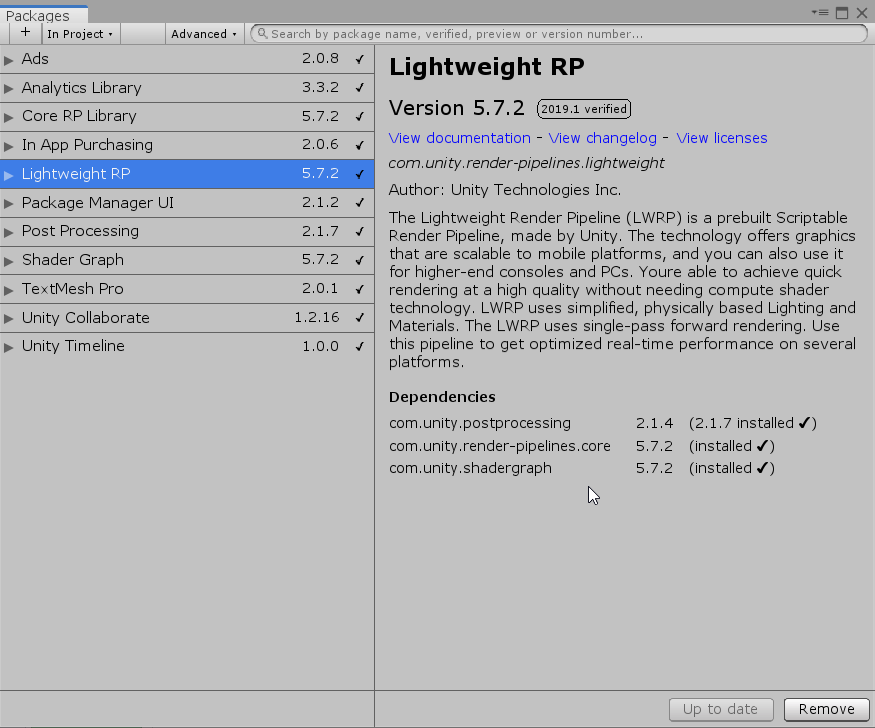 Packages
+ In Project Advanced Search by package name, verified, preview or version number...
Ads 2.0.8 ✓
Analytics Library 3.3.2 ✓
Core RP Library 5.7.2 ✓
In App Purchasing 2.0.6 ✓
Lightweight RP 5.7.2 ✓
Package Manager UI 2.1.2 ✓
Post Processing 2.1.7 ✓
Shader Graph 5.7.2 ✓
TextMesh Pro 2.0.1 ✓
Unity Collaborate 1.2.16 ✓
Unity Timeline 1.0.0 ✓
Lightweight RP
Version 5.7.2 2019.1 verified
View documentation - View changelog - View licenses
com.unity.render-pipelines.lightweight
Author: Unity Technologies Inc.
The Lightweight Render Pipeline (LWRP) is a prebuilt Scriptable
Render Pipeline, made by Unity. The technology offers graphics
that are scalable to mobile platforms, and you can also use it
for higher-end consoles and PCs. Youre able to achieve quick
rendering at a high quality without needing compute shader
technology. LWRP uses simplified, physically based Lighting and
Materials. The LWRP uses single-pass forward rendering. Use
this pipeline to get optimized real-time performance on several
platforms.
Dependencies
com.unity.postprocessing 2.1.4 (2.1.7 installed ✓)
com.unity.render-pipelines.core 5.7.2 (installed ✓)
com.unity.shadergraph 5.7.2 (installed ✓)
Up to date Remove